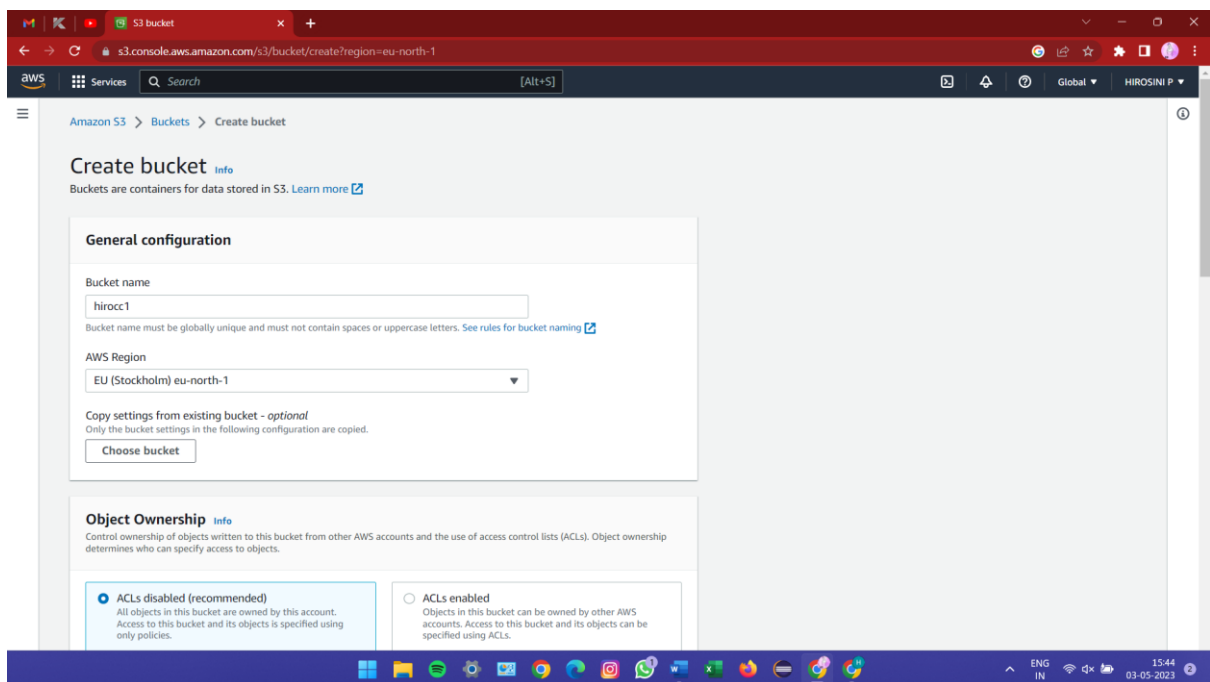 S3 bucket
s3.console.aws.amazon.com/s3/bucket/create?region=eu-north-1
aws
Services
Search
[Alt+S]
Global
HIROSINI P
Amazon S3 > Buckets > Create bucket
Create bucket Info
Buckets are containers for data stored in S3. Learn more
General configuration
Bucket name
hirocc1
Bucket name must be globally unique and must not contain spaces or uppercase letters. See rules for bucket naming
AWS Region
EU (Stockholm) eu-north-1
Copy settings from existing bucket - optional
Only the bucket settings in the following configuration are copied.
Choose bucket
Object Ownership Info
Control ownership of objects written to this bucket from other AWS accounts and the use of access control lists (ACLs). Object ownership
determines who can specify access to objects.
ACLs disabled (recommended)
All objects in this bucket are owned by this account.
Access to this bucket and its objects is specified using
only policies.
ACLs enabled
Objects in this bucket can be owned by other AWS
accounts. Access to this bucket and its objects can be
specified using ACLs.
ENG
IN
15:44
03-05-2023
2